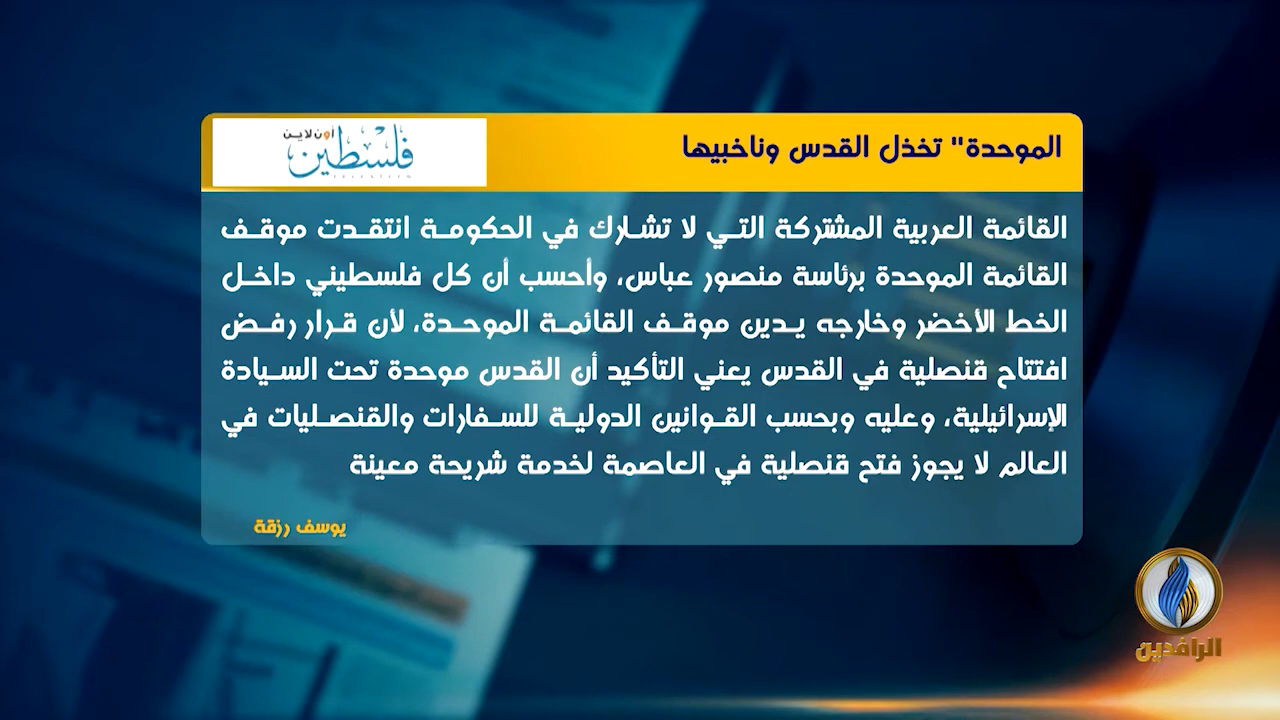 الموحدة" تخذل القدس وناخبيها
فلسطين أون لاين
القائمة العربية المشتركة التي لا تشارك في الحكومة انتقدت موقف
القائمة الموحدة برئاسة منصور عباس، وأحسب أن كل فلسطيني داخل
الخط الأخضر وخارجه يدين موقف القائمة الموحدة، لأن قرار رفض
افتتاح قنصلية في القدس يعني التأكيد أن القدس موحدة تحت السيادة
الإسرائيلية، وعليه وبحسب القوانين الدولية للسفارات والقنصليات في
العالم لا يجوز فتح قنصلية في العاصمة لخدمة شريحة معينة
يوسف رزقة
الرافدين